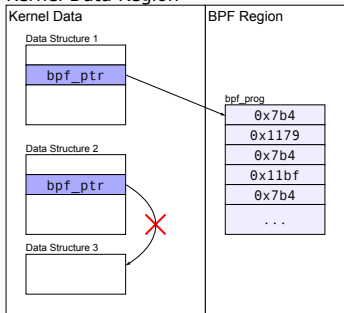 Kernel Data Region
Kernel Data
BPF Region
Data Structure 1
bpf_ptr
bpf_prog
0x7b4
0x1179
0x7b4
0x11bf
0x7b4
...
Data Structure 2
bpf_ptr
Data Structure 3